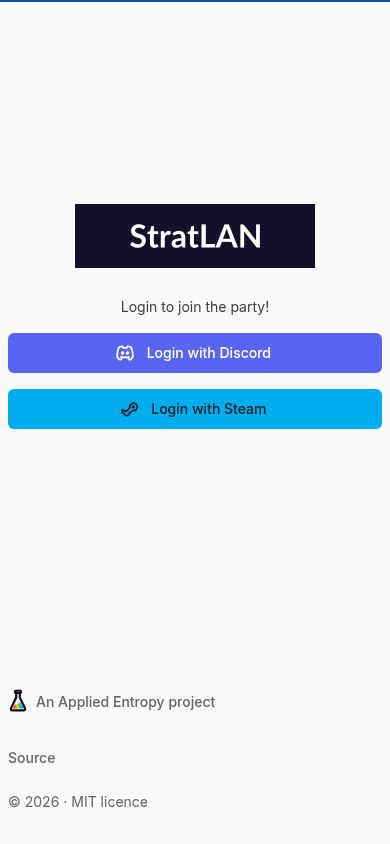 StratLAN
Login to join the party!
Login with Discord
Login with Steam
An Applied Entropy project
Source
© 2026 · MIT licence